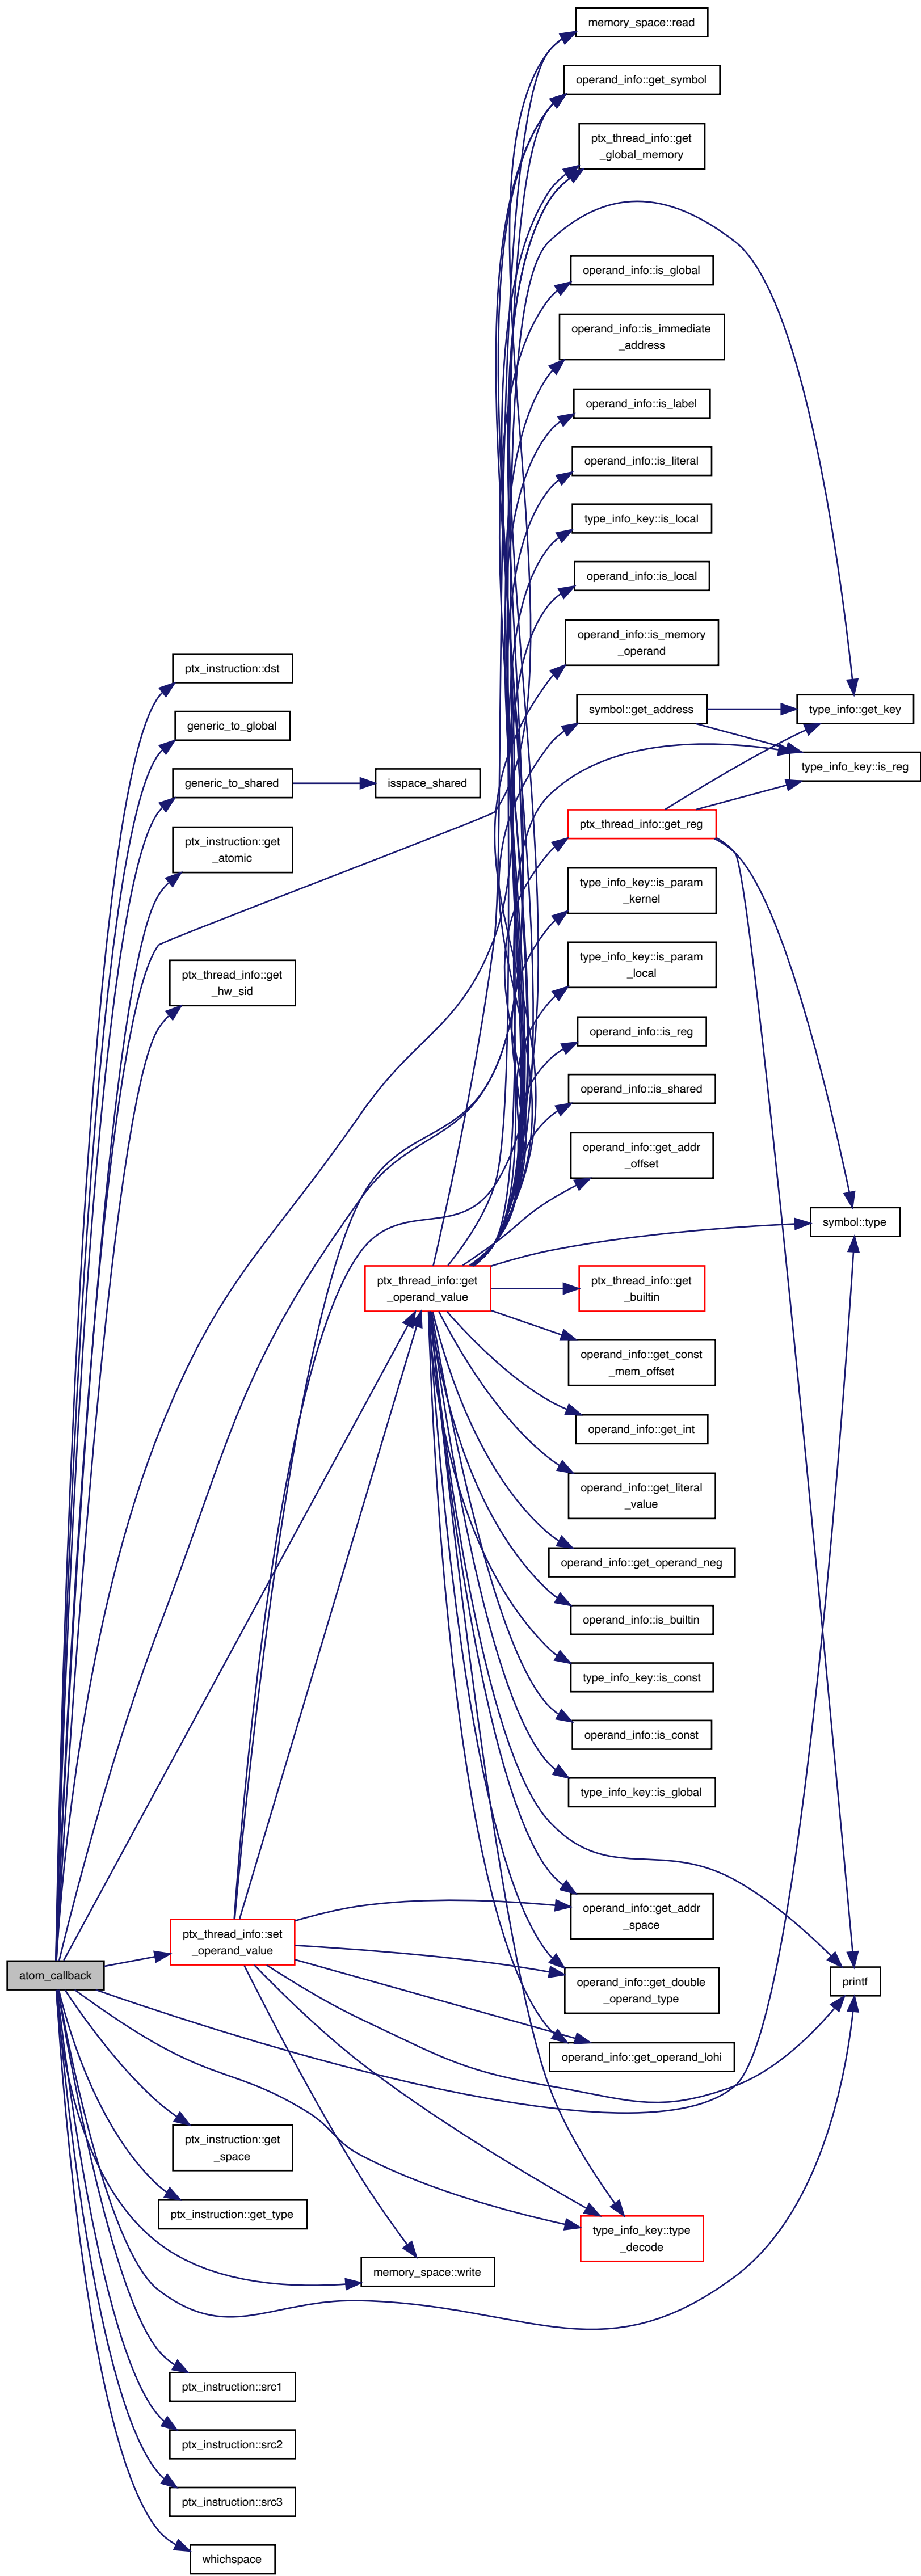 memory_space::read
operand_info::get_symbol
ptx_thread_info::get
_global_memory
operand_info::is_global
operand_info::is_immediate
_address
operand_info::is_label
operand_info::is_literal
type_info_key::is_local
operand_info::is_local
operand_info::is_memory
_operand
ptx_instruction::dst
symbol::get_address
type_info::get_key
generic_to_global
type_info_key::is_reg
generic_to_shared
isspace_shared
ptx_thread_info::get_reg
ptx_instruction::get
_atomic
type_info_key::is_param
_kernel
type_info_key::is_param
_local
ptx_thread_info::get
_hw_sid
operand_info::is_reg
operand_info::is_shared
operand_info::get_addr
_offset
symbol::type
ptx_thread_info::get
_operand_value
ptx_thread_info::get
_builtin
operand_info::get_const
_mem_offset
operand_info::get_int
operand_info::get_literal
_value
operand_info::get_operand_neg
operand_info::is_builtin
type_info_key::is_const
operand_info::is_const
type_info_key::is_global
operand_info::get_addr
_space
ptx_thread_info::set
_operand_value
atom_callback
operand_info::get_double
_operand_type
printf
operand_info::get_operand_lohi
ptx_instruction::get
_space
ptx_instruction::get_type
type_info_key::type
_decode
memory_space::write
ptx_instruction::src1
ptx_instruction::src2
ptx_instruction::src3
whichspace